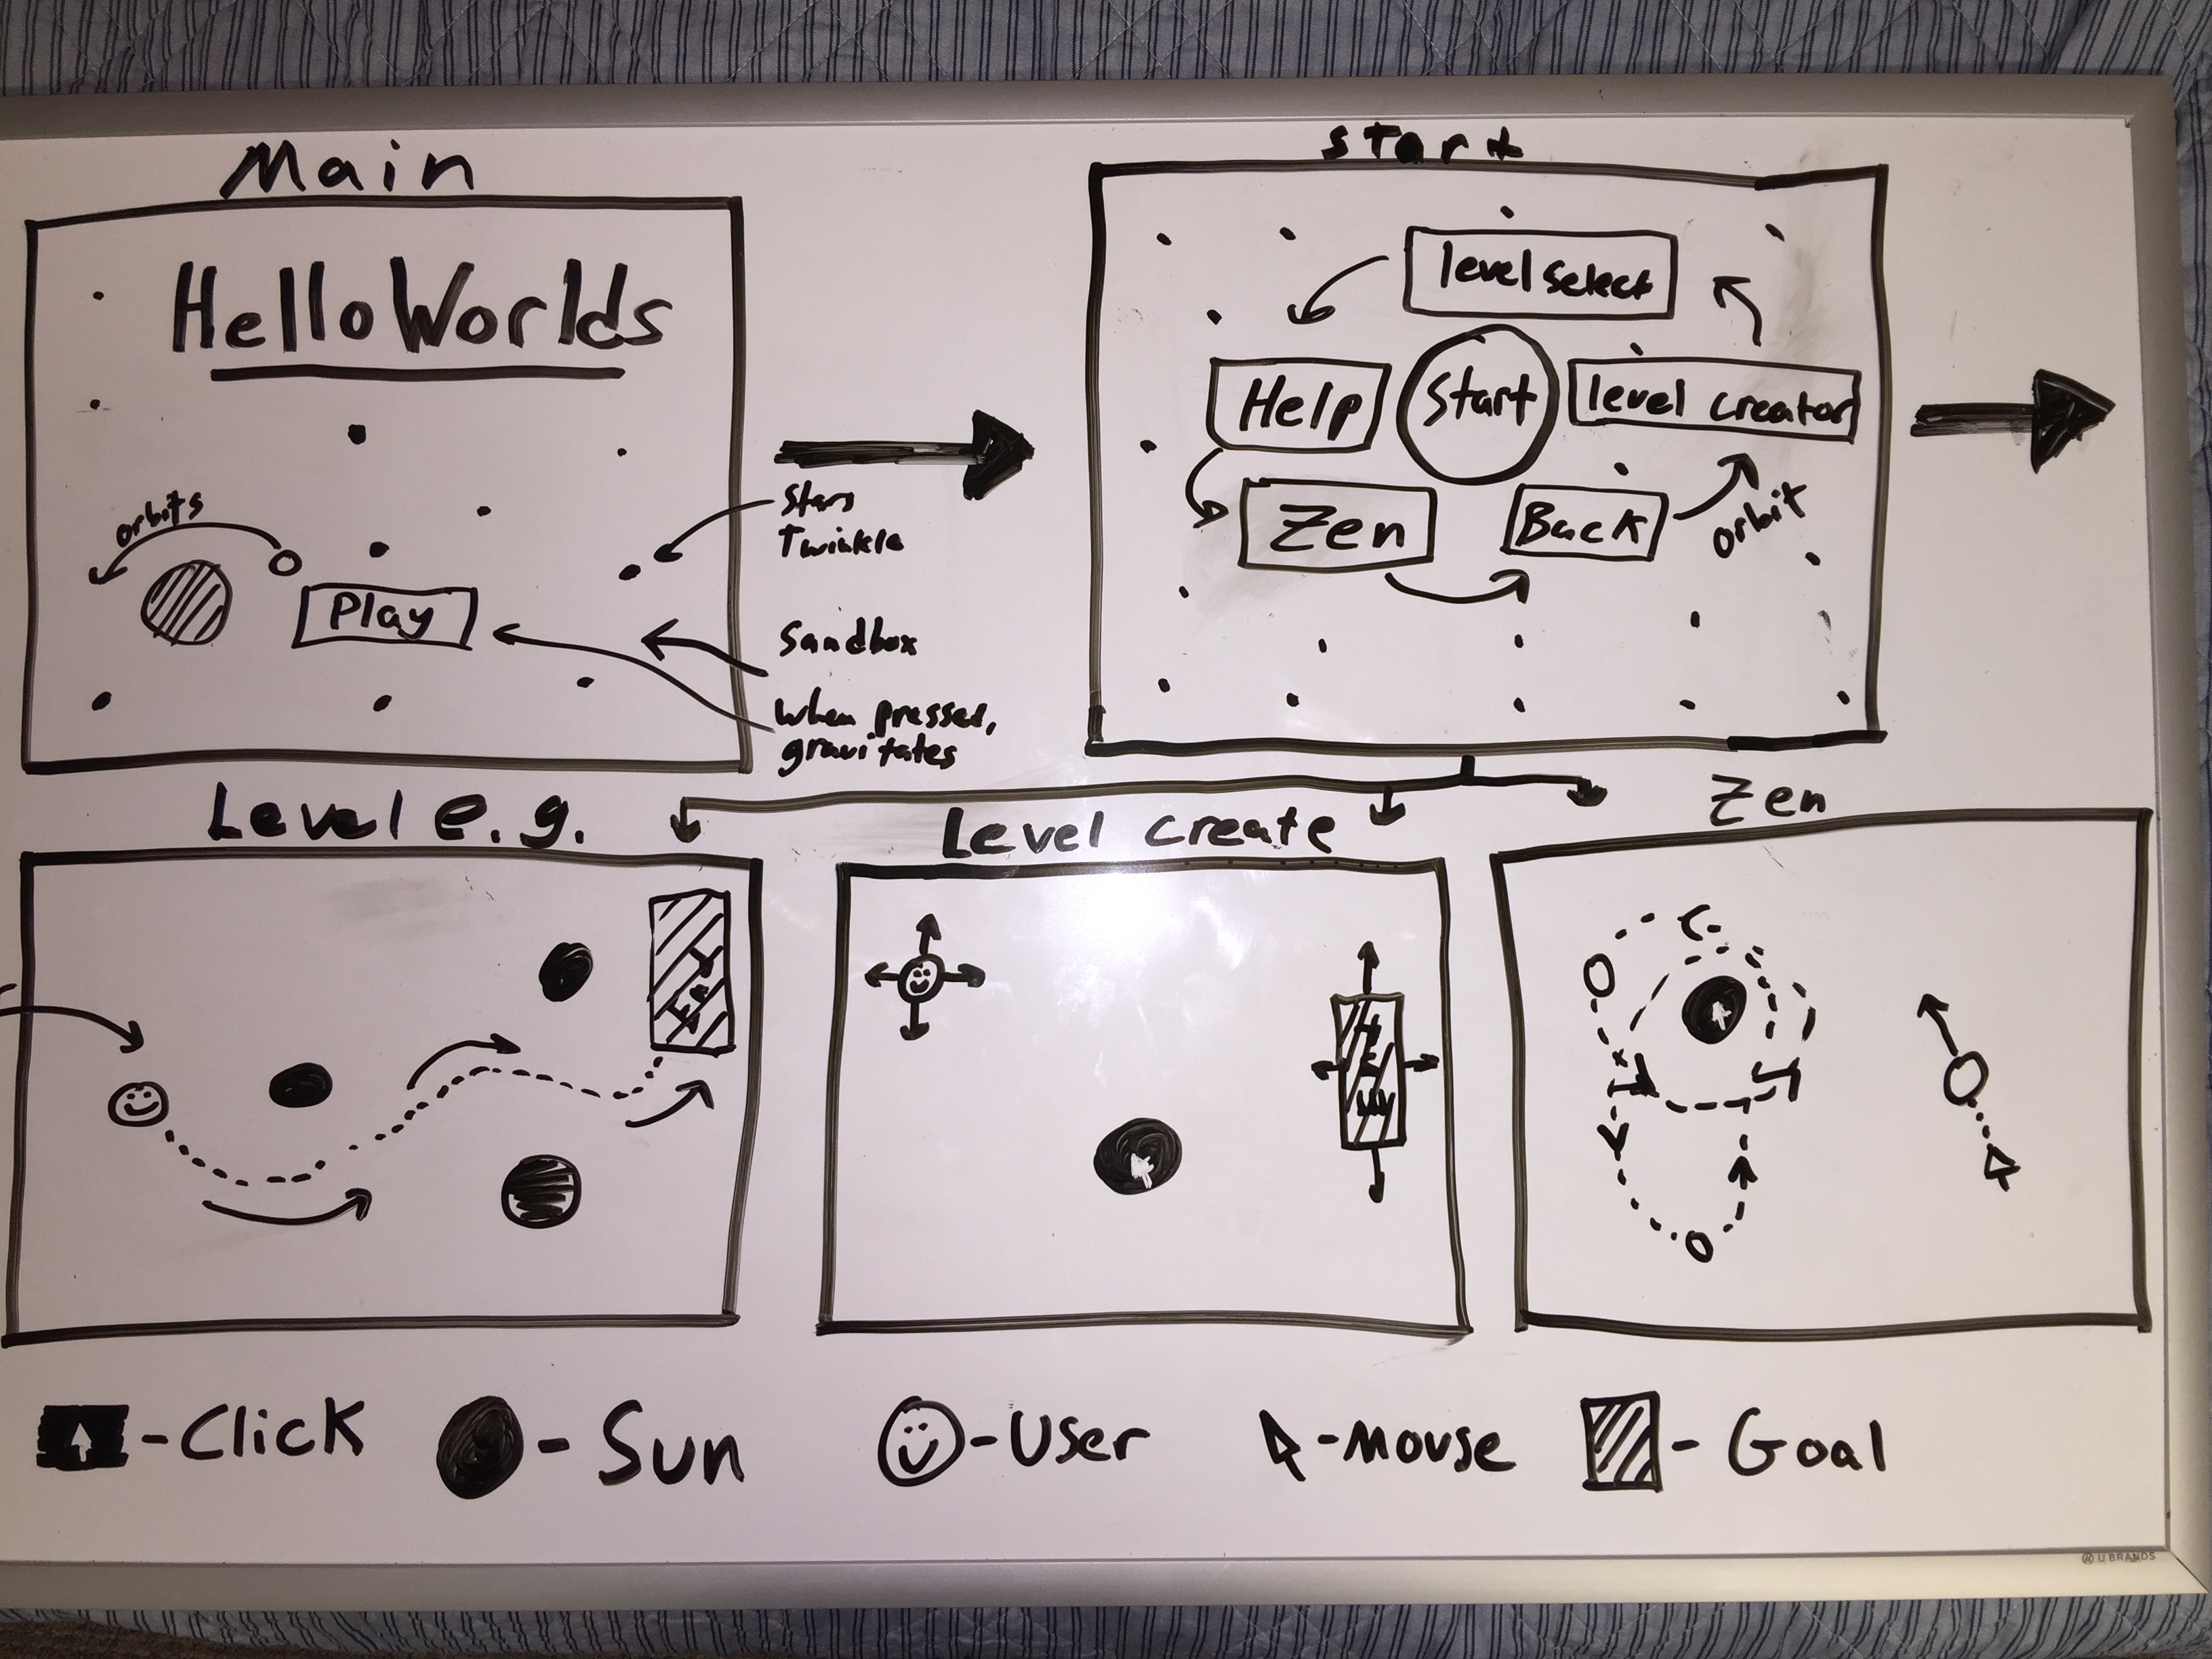 Main
HelloWorlds
orbits
Play
Stars
Twinkle
Sandbox
when pressed,
gravitates
start
level select
Help
Start
level creator
Zen
Back
orbit
Level e.g.
Level create
Zen
- Click
- Sun
- User
- Mouse
- Goal
U BRANDS